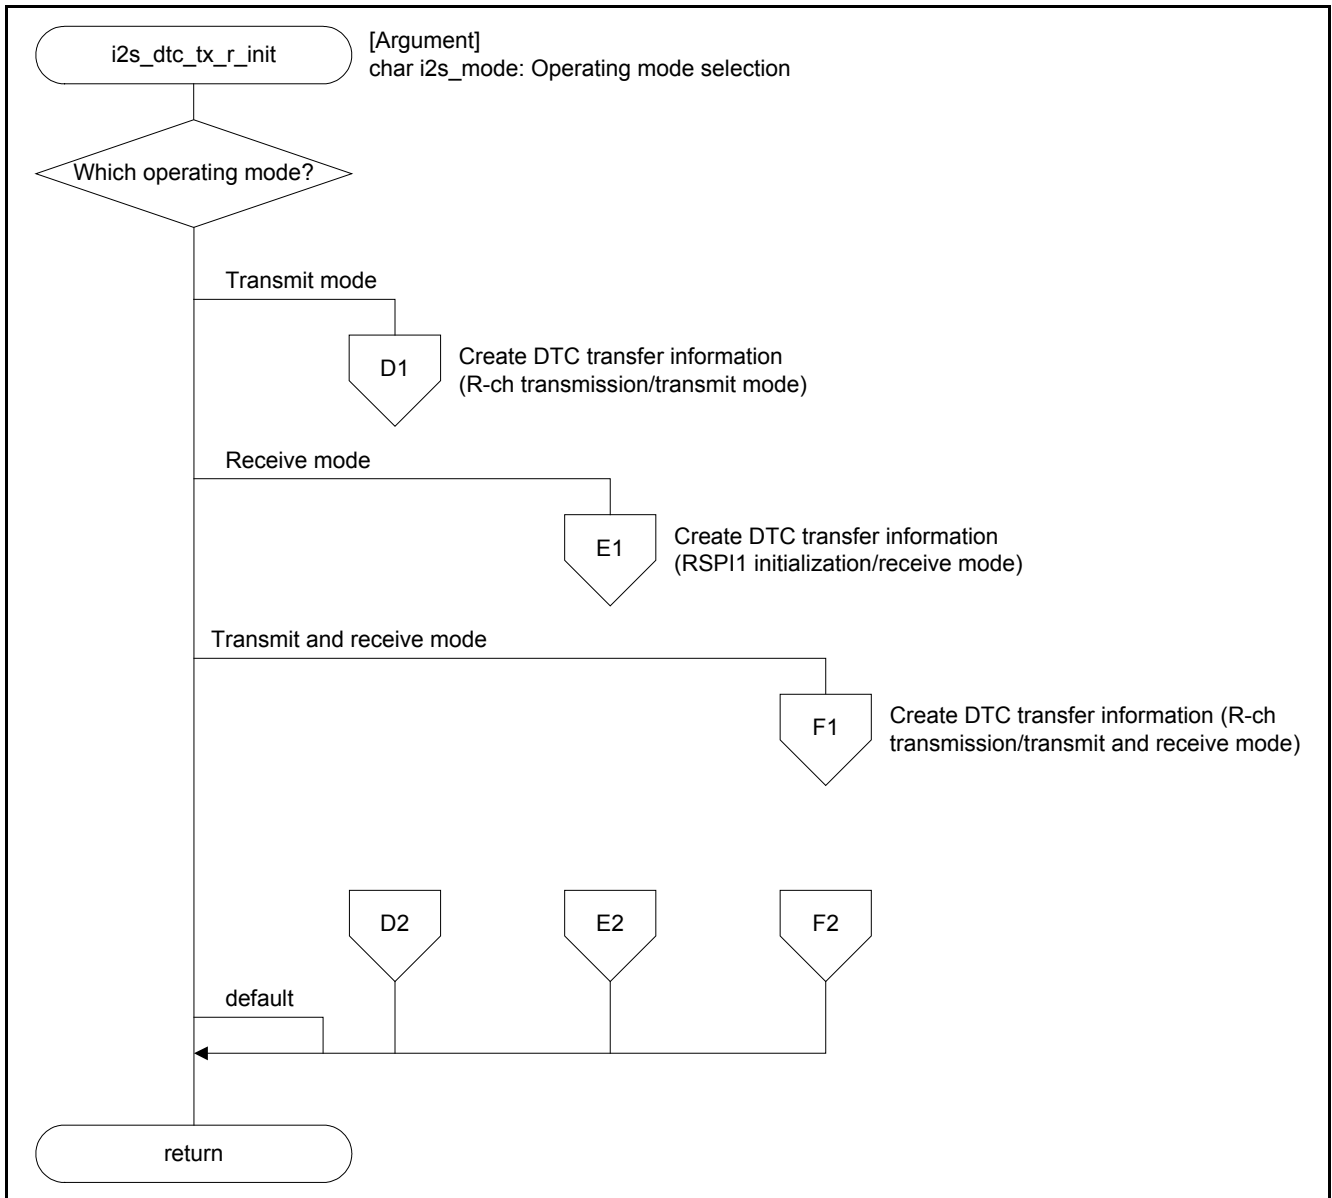 i2s_dtc_tx_r_init
[Argument]
char i2s_mode: Operating mode selection
Which operating mode?
Transmit mode
D1
Create DTC transfer information
(R-ch transmission/transmit mode)
Receive mode
E1
Create DTC transfer information
(RSPI1 initialization/receive mode)
Transmit and receive mode
F1
Create DTC transfer information (R-ch
transmission/transmit and receive mode)
D2
E2
F2
default
return